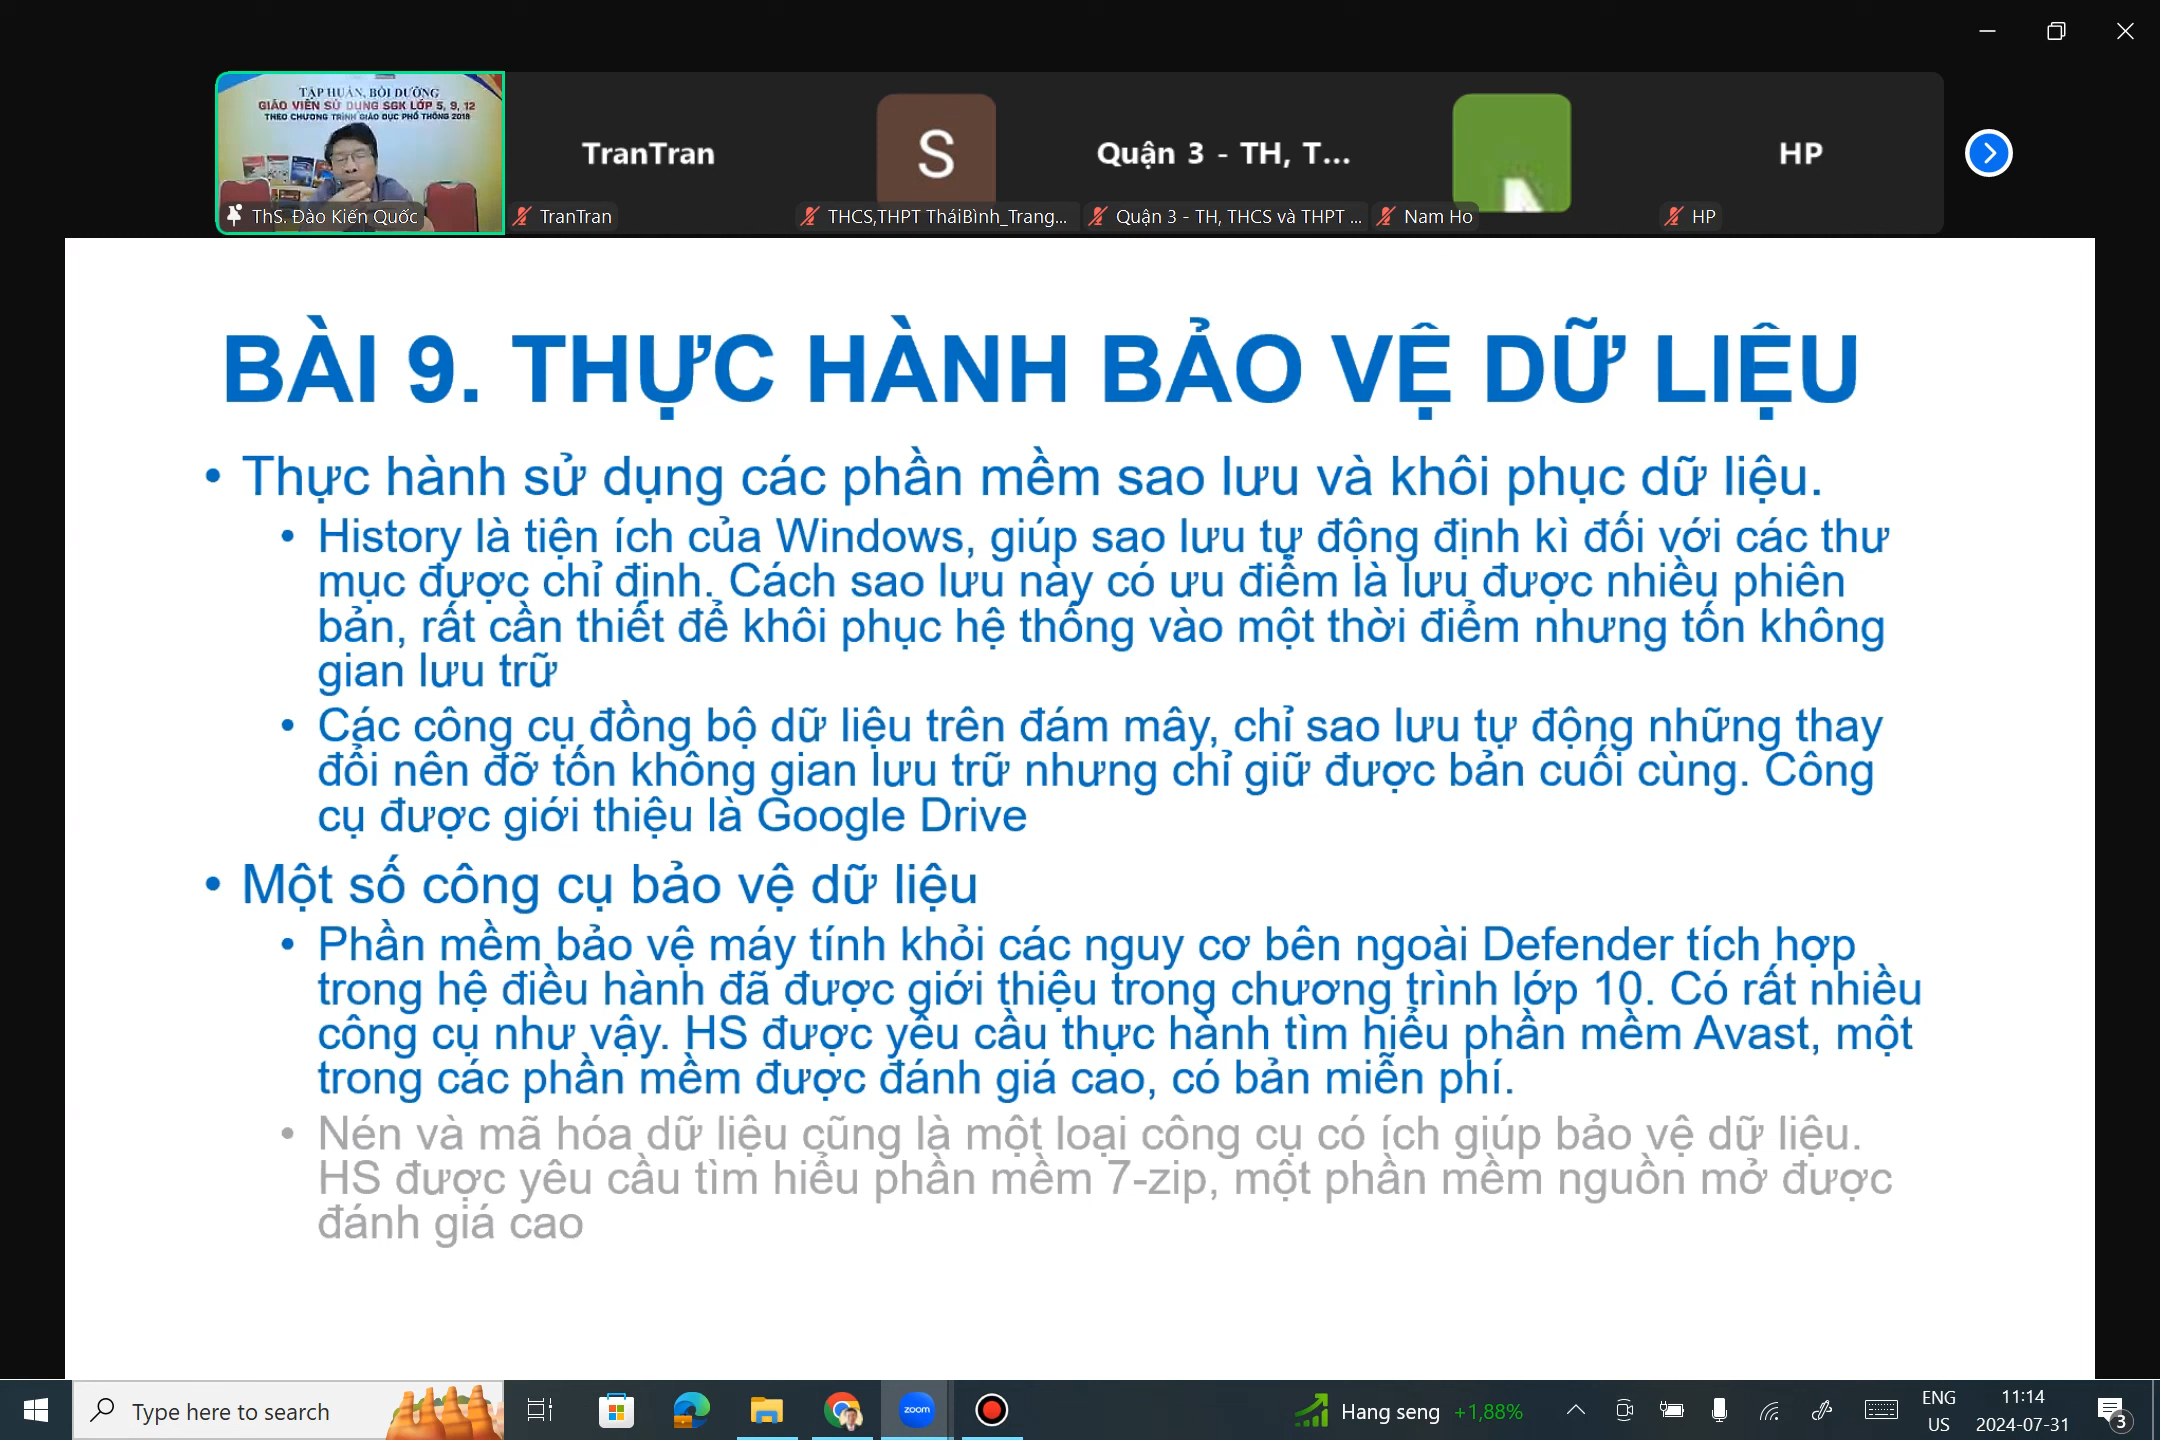 TẬP HUẤN, BỒI DƯỠNG
GIÁO VIÊN SỬ DỤNG SGK LỚP 5, 9, 12
THEO CHƯƠNG TRÌNH GIÁO DỤC PHỔ THÔNG 2018
ThS. Đào Kiến Quốc
TranTran
TranTran
S
THCS,THPT TháiBình_Trang...
Quận 3 - TH, T...
Quận 3 - TH, THCS và THPT ...
Nam Ho
HP
HP
BÀI 9. THỰC HÀNH BẢO VỆ DỮ LIỆU
• Thực hành sử dụng các phần mềm sao lưu và khôi phục dữ liệu.
• History là tiện ích của Windows, giúp sao lưu tự động định kì đối với các thư
mục được chỉ định. Cách sao lưu này có ưu điểm là lưu được nhiều phiên
bản, rất cần thiết để khôi phục hệ thống vào một thời điểm nhưng tốn không
gian lưu trữ
• Các công cụ đồng bộ dữ liệu trên đám mây, chỉ sao lưu tự động những thay
đổi nên đỡ tốn không gian lưu trữ nhưng chỉ giữ được bản cuối cùng. Công
cụ được giới thiệu là Google Drive
• Một số công cụ bảo vệ dữ liệu
• Phần mềm bảo vệ máy tính khỏi các nguy cơ bên ngoài Defender tích hợp
trong hệ điều hành đã được giới thiệu trong chương trình lớp 10. Có rất nhiều
công cụ như vậy. HS được yêu cầu thực hành tìm hiểu phần mềm Avast, một
trong các phần mềm được đánh giá cao, có bản miễn phí.
• Nén và mã hóa dữ liệu cũng là một loại công cụ có ích giúp bảo vệ dữ liệu.
HS được yêu cầu tìm hiểu phần mềm 7-zip, một phần mềm nguồn mở được
đánh giá cao
Type here to search
zoom
Hang seng +1,88%
ENG
US
11:14
2024-07-31
3